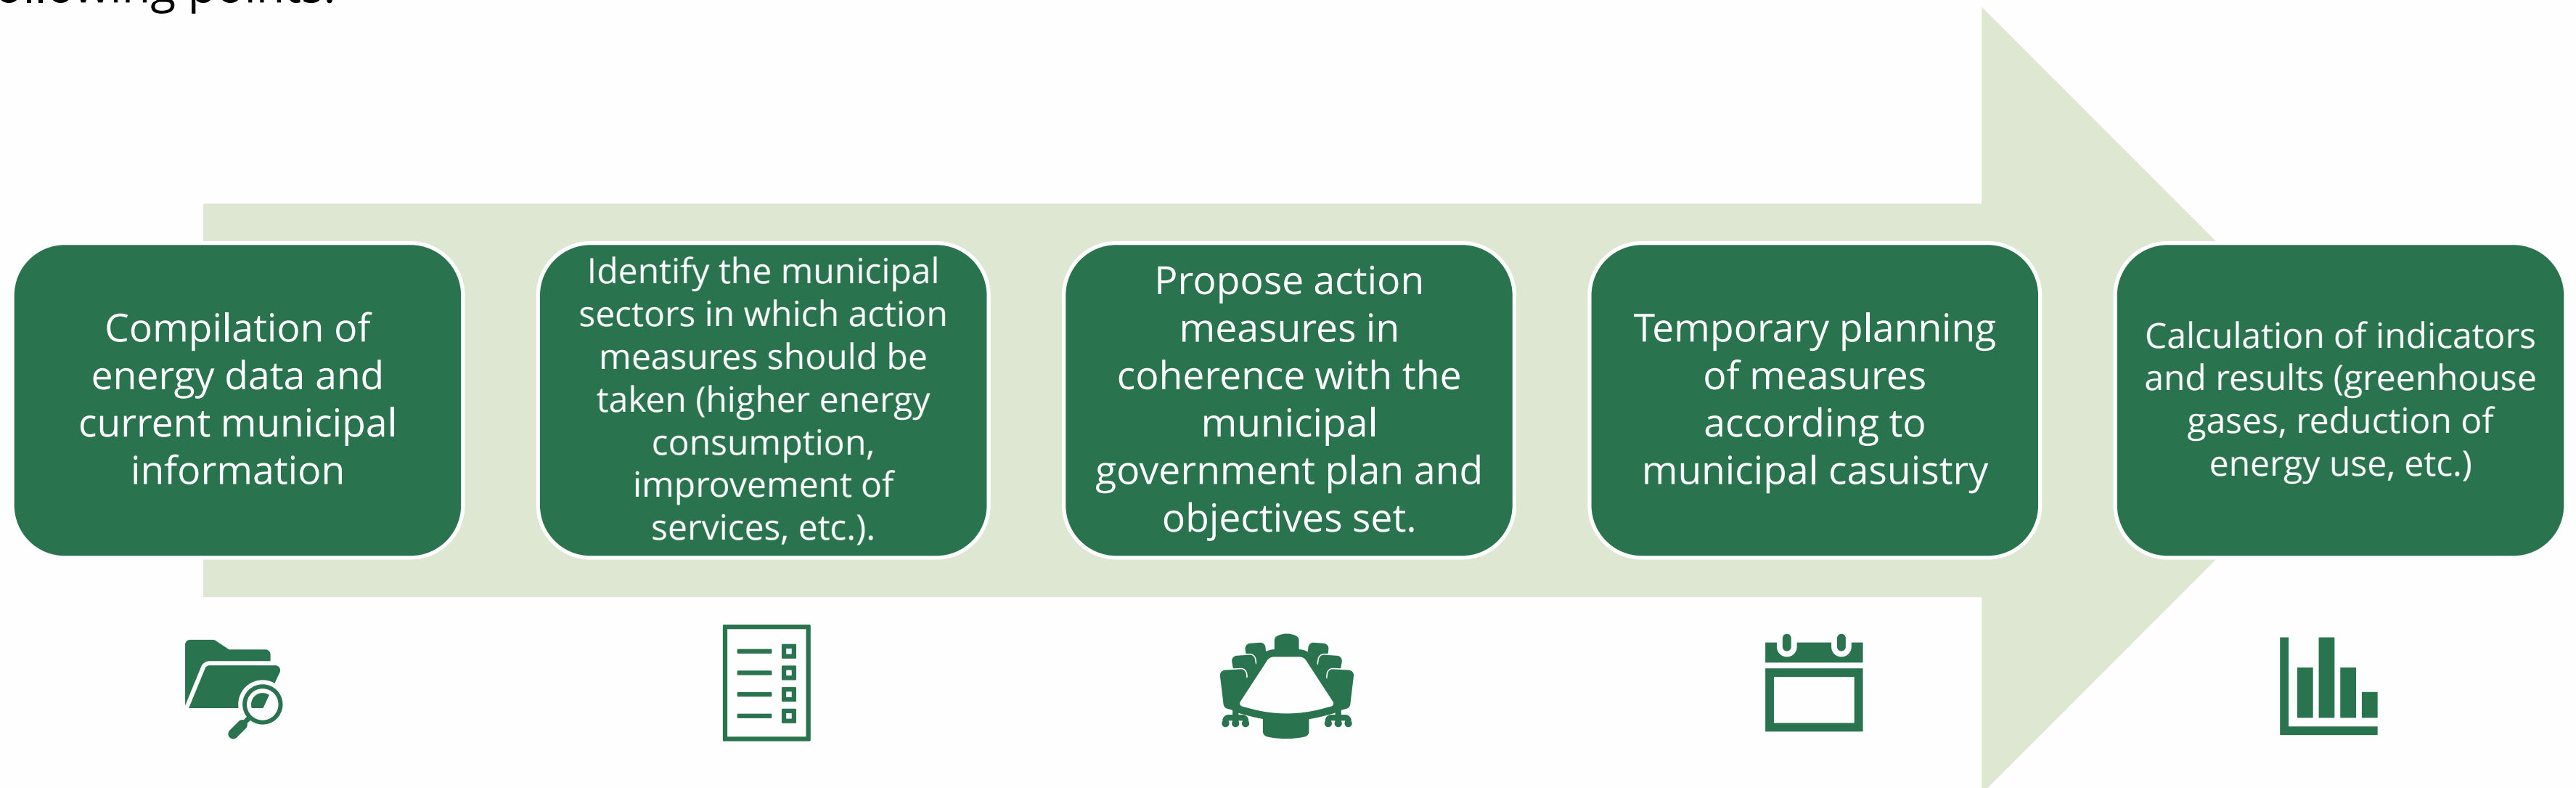 following points:
Compilation of
energy data and
current municipal
information
Identify the municipal
sectors in which action
measures should be
taken (higher energy
consumption,
improvement of
services, etc.).
Propose action
measures in
coherence with the
municipal
government plan and
objectives set.
Temporary planning
of measures
according to
municipal casuistry
Calculation of indicators
and results (greenhouse
gases, reduction of
energy use, etc.)